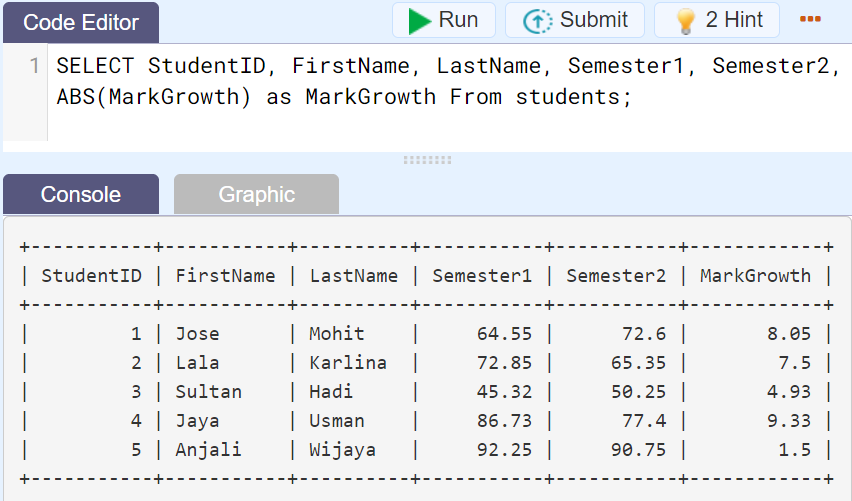 Code Editor
Run
Submit
2 Hint
1 SELECT StudentID, FirstName, LastName, Semester1, Semester2,
ABS(MarkGrowth) as MarkGrowth From students;
Console
Graphic
+-----------+-----------+----------+-----------+-----------+------------+
| StudentID | FirstName | LastName | Semester1 | Semester2 | MarkGrowth |
+-----------+-----------+----------+-----------+-----------+------------+
|         1 | Jose      | Mohit    |     64.55 |      72.6 |       8.05 |
|         2 | Lala      | Karlina  |     72.85 |     65.35 |        7.5 |
|         3 | Sultan    | Hadi     |     45.32 |     50.25 |       4.93 |
|         4 | Jaya      | Usman    |     86.73 |      77.4 |       9.33 |
|         5 | Anjali    | Wijaya   |     92.25 |     90.75 |        1.5 |
+-----------+-----------+----------+-----------+-----------+------------+